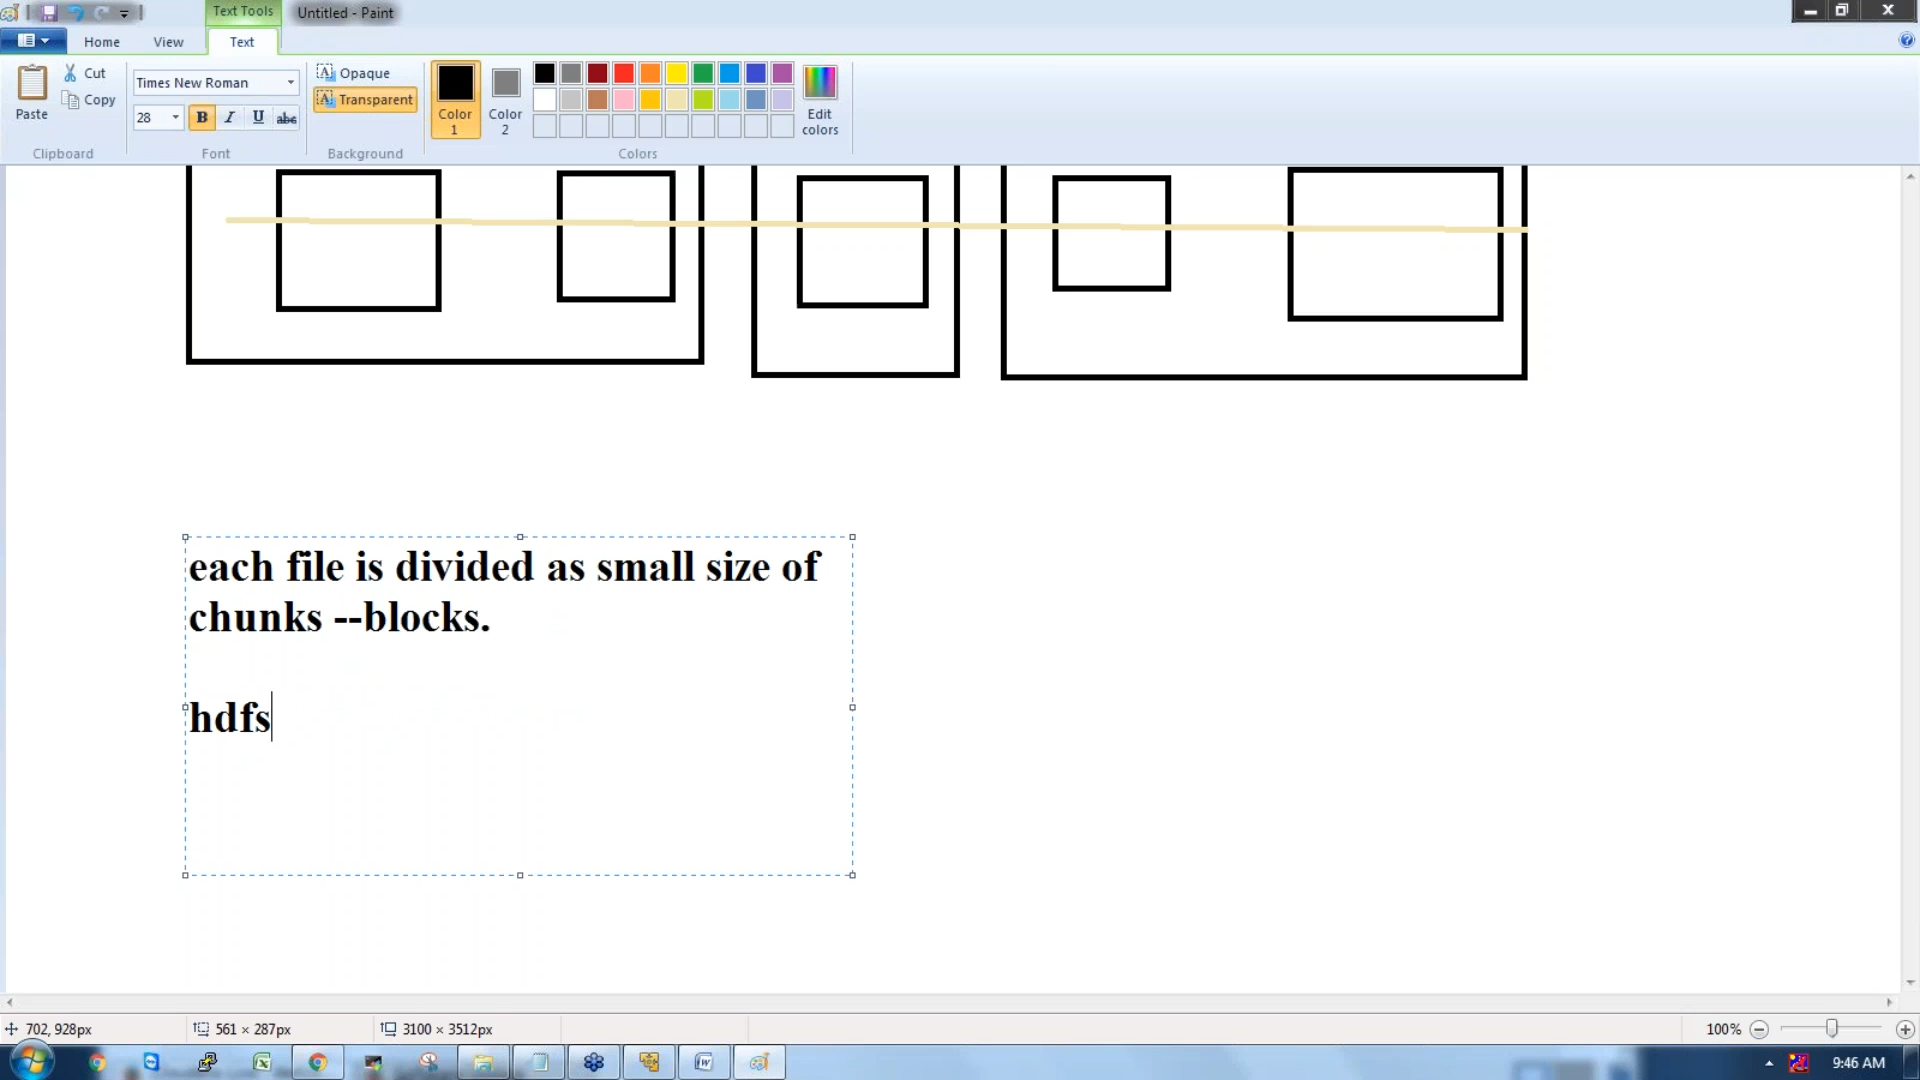 Text Tools
Untitled - Paint
Home
View
Text
Paste
Cut
Copy
Clipboard
Times New Roman
28
B
I
U
abc
Font
Opaque
Transparent
Background
Color
1
Color
2
Edit
colors
Colors
each file is divided as small size of
chunks --blocks.
hdfs
702, 928px
561 × 287px
3100 × 3512px
100%
9:46 AM